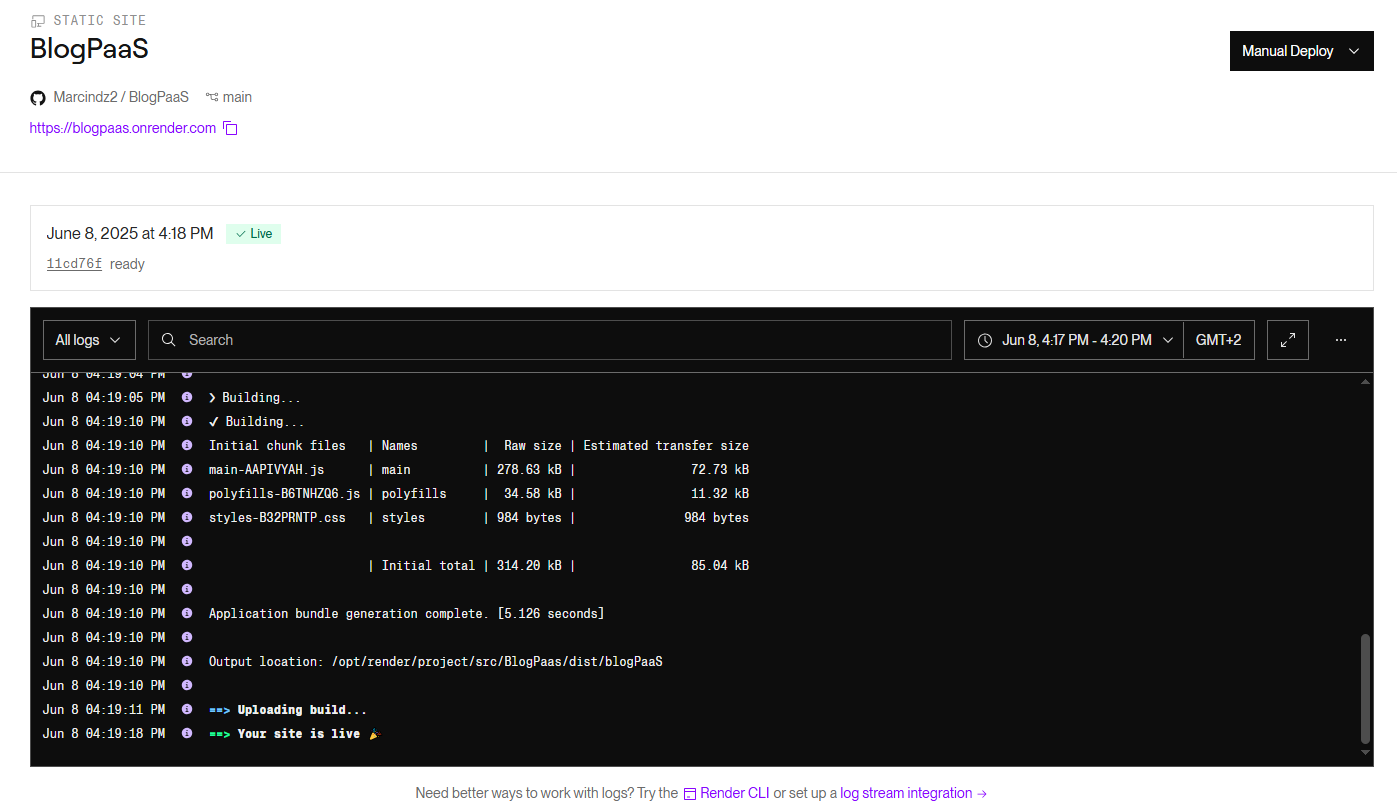 STATIC SITE
BlogPaaS
Manual Deploy
Marcindz2 / BlogPaaS main
https://blogpaas.onrender.com
June 8, 2025 at 4:18 PM Live
11cd76f ready
All logs Search Jun 8, 4:17 PM - 4:20 PM GMT+2 ...
Jun 8 04:19:04 PM
Jun 8 04:19:05 PM ❯ Building...
Jun 8 04:19:10 PM ✔ Building...
Jun 8 04:19:10 PM Initial chunk files | Names | Raw size | Estimated transfer size
Jun 8 04:19:10 PM main-AAPIVYAH.js | main | 278.63 kB | 72.73 kB
Jun 8 04:19:10 PM polyfills-B6TNHZQ6.js | polyfills | 34.58 kB | 11.32 kB
Jun 8 04:19:10 PM styles-B32PRNTP.css | styles | 984 bytes | 984 bytes
Jun 8 04:19:10 PM
Jun 8 04:19:10 PM | Initial total | 314.20 kB | 85.04 kB
Jun 8 04:19:10 PM
Jun 8 04:19:10 PM Application bundle generation complete. [5.126 seconds]
Jun 8 04:19:10 PM
Jun 8 04:19:10 PM Output location: /opt/render/project/src/BlogPaas/dist/blogPaaS
Jun 8 04:19:10 PM
Jun 8 04:19:11 PM ==> Uploading build...
Jun 8 04:19:18 PM ==> Your site is live 🎉
Need better ways to work with logs? Try the Render CLI or set up a log stream integration →